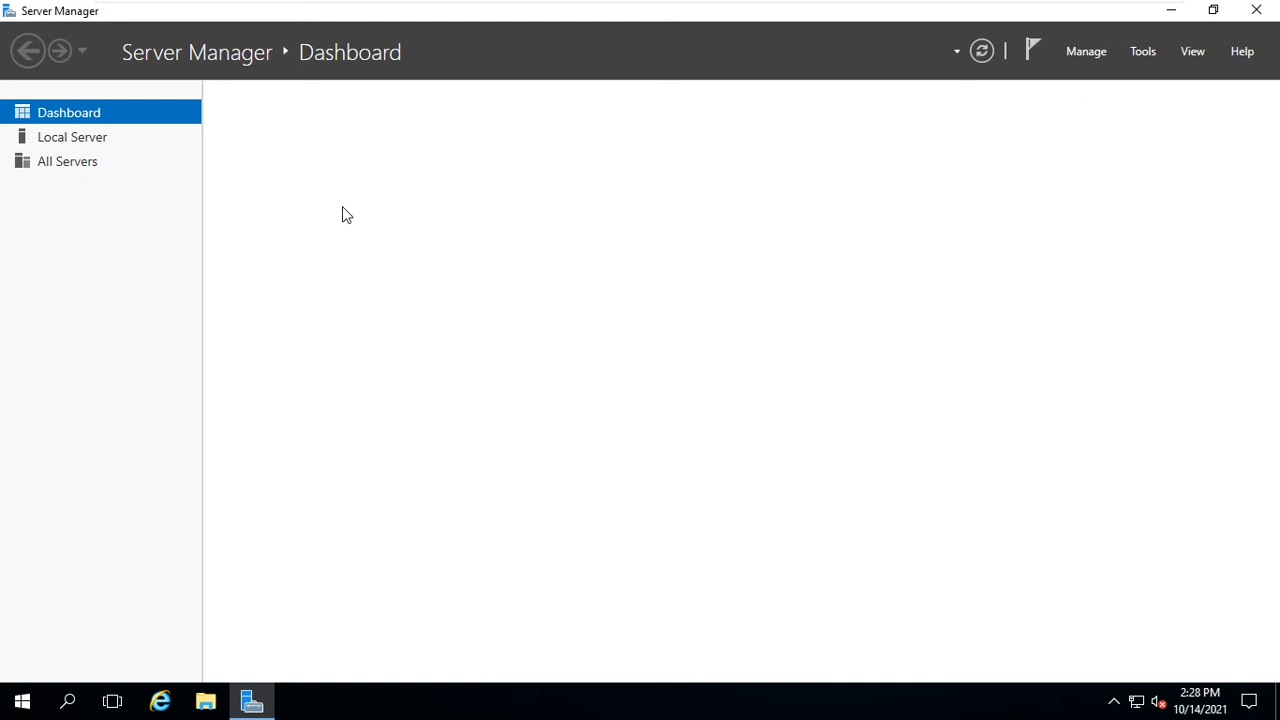 Server Manager
Server Manager ‣ Dashboard
Manage Tools View Help
Dashboard
Local Server
All Servers
2:28 PM
10/14/2021